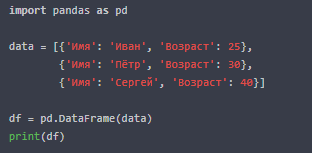 import pandas as pd
data = [{'Имя': 'Иван', 'Возраст': 25},
{'Имя': 'Пётр', 'Возраст': 30},
{'Имя': 'Сергей', 'Возраст': 40}]
df = pd.DataFrame(data)
print(df)